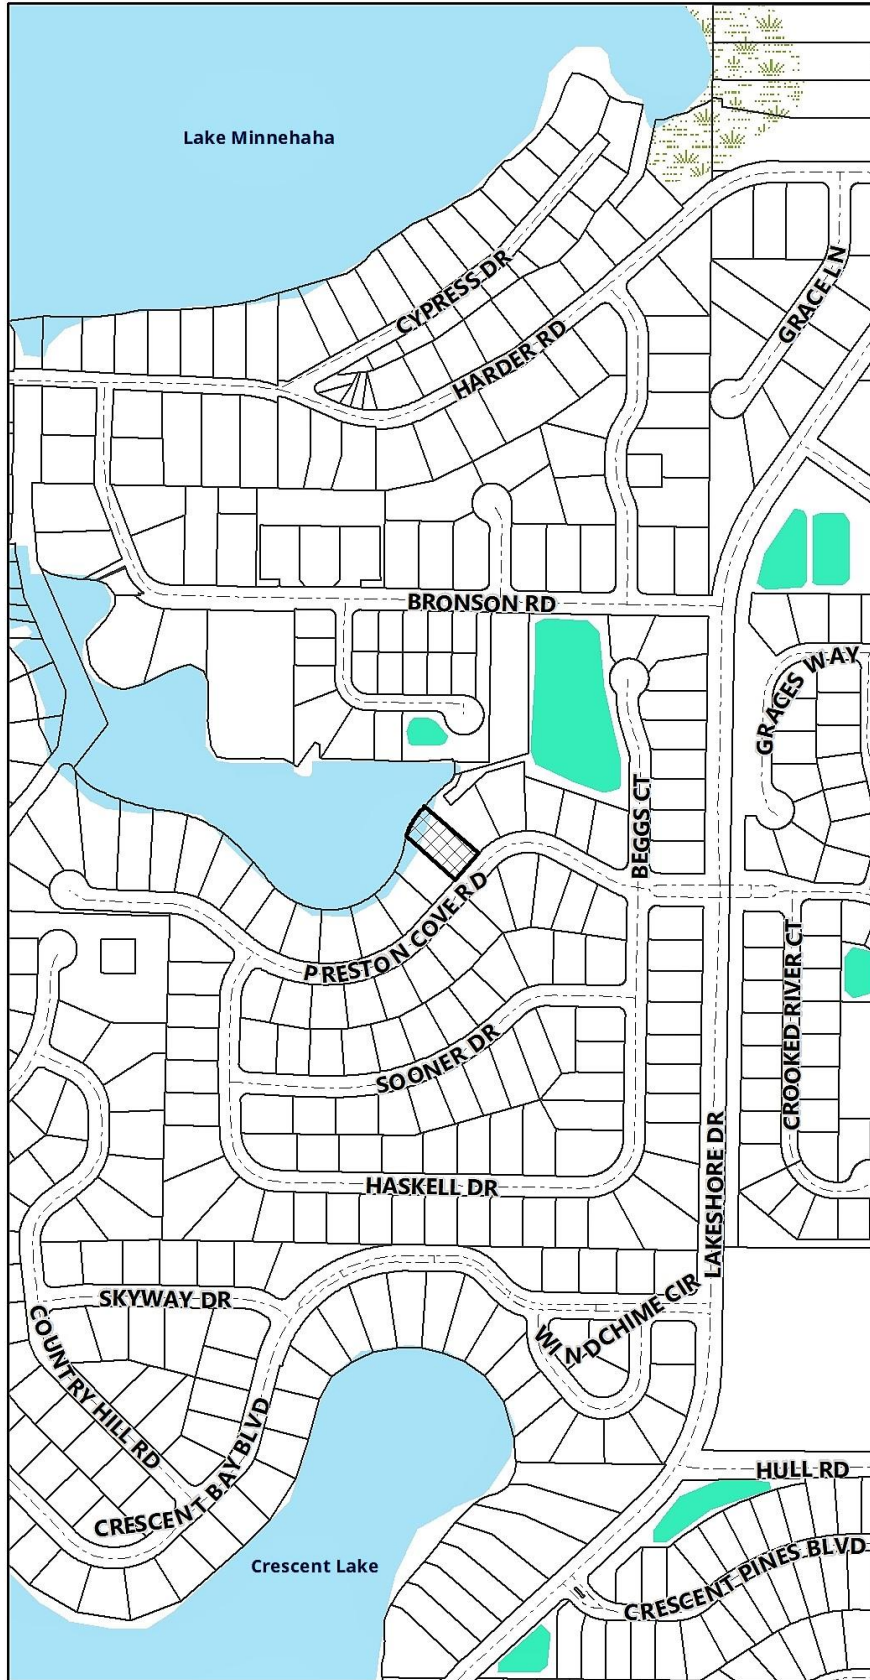 Lake Minnehaha
CYPRESS DR
GRACE LN
HARDER RD
BRONSON RD
GRACES WAY
BEGGS CT
PRESTON COVE RD
CROOKED RIVER CT
SOONER DR
HASKELL DR
LAKESHORE DR
SKYWAY DR
WINDCHIME CIR
COUNTRY HILL RD
CRESCENT BAY BLVD
HULL RD
Crescent Lake
CRESCENT PINES BLVD